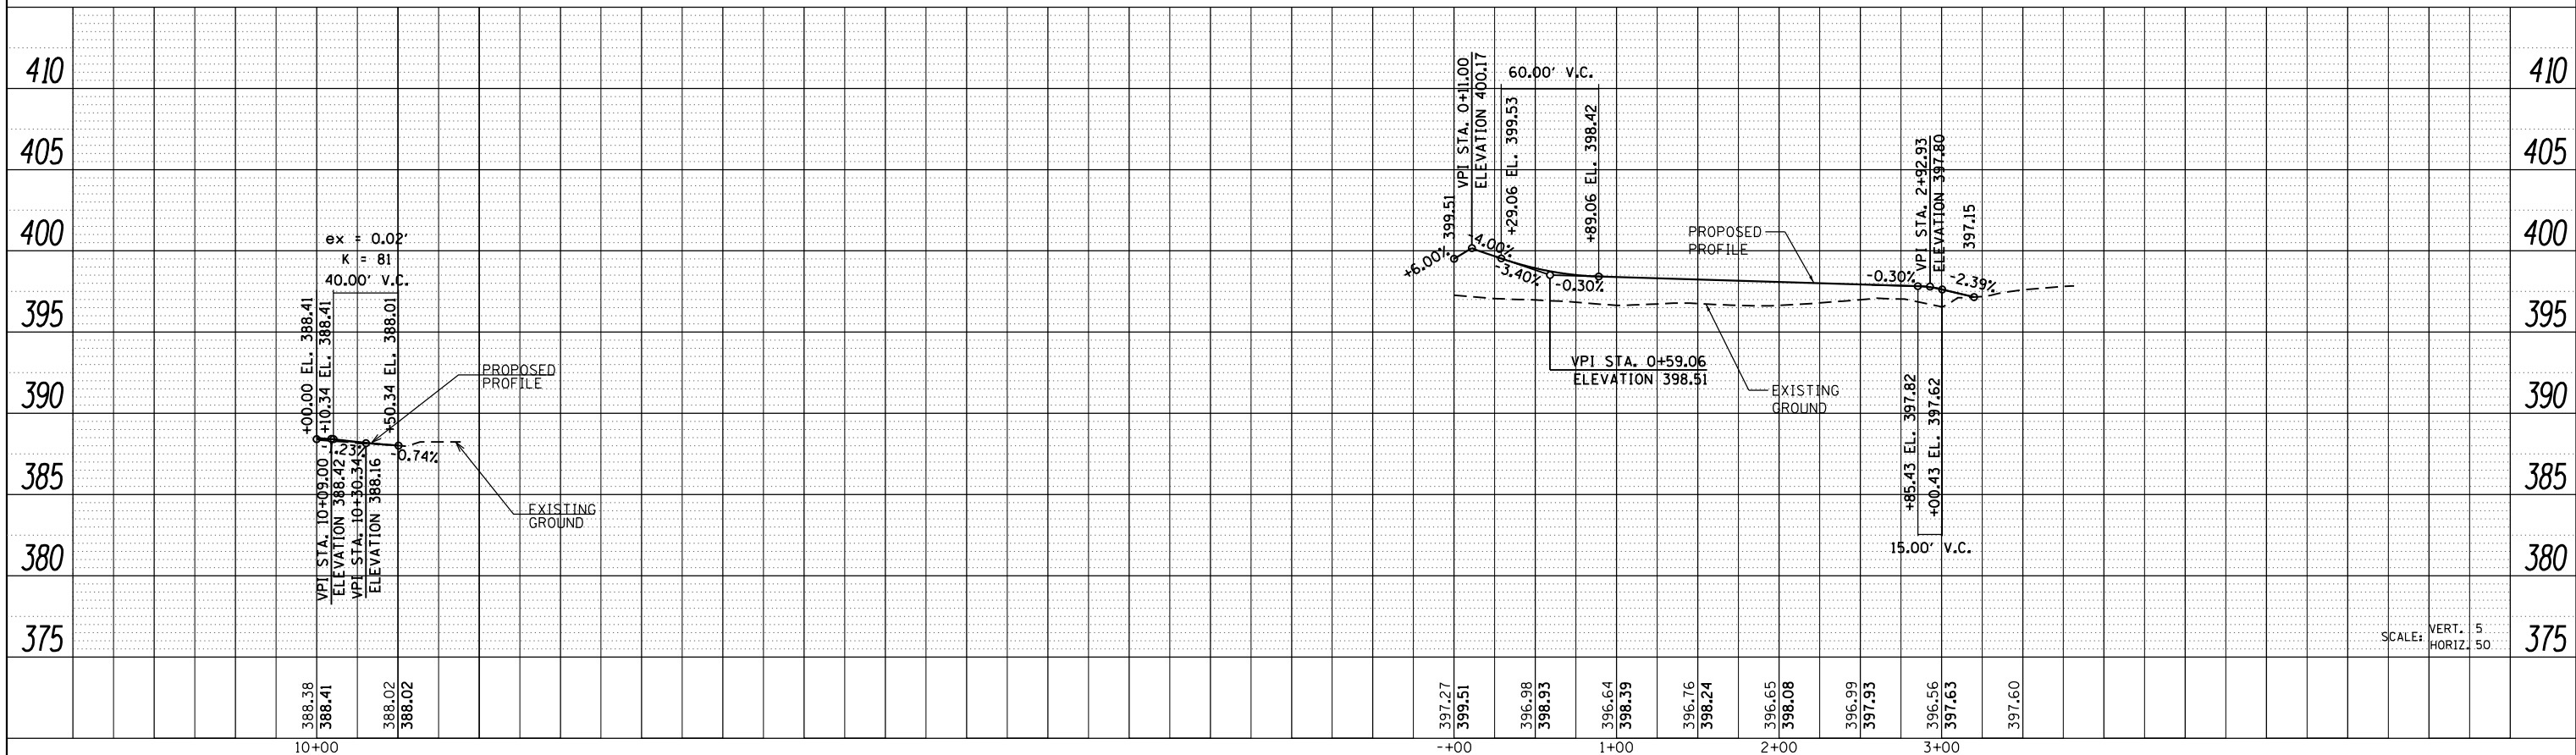 410
405
400
395
390
385
380
375
ex = 0.02'
K = 81
40.00' V.C.
+00.00 EL. 388.41
+10.34 EL. 388.41
+50.34 EL. 388.01
PROPOSED
PROFILE
-1.23%
-0.74%
VPI STA. 10+09.00
ELEVATION 388.42
VPI STA. 10+30.34
ELEVATION 388.16
EXISTING
GROUND
388.38
388.41
388.02
388.02
10+00
+6.00%
399.51
VPI STA. 0+11.00
ELEVATION 400.17
-4.00%
60.00' V.C.
+29.06 EL. 399.53
+89.06 EL. 398.42
-3.40%
-0.30%
VPI STA. 0+59.06
ELEVATION 398.51
PROPOSED
PROFILE
EXISTING
GROUND
-0.30%
VPI STA. 2+92.93
ELEVATION 397.80
397.15
-2.39%
+85.43 EL. 397.82
+00.43 EL. 397.62
15.00' V.C.
397.27
399.51
396.98
398.93
396.64
398.39
396.76
398.24
396.65
398.08
396.99
397.93
396.56
397.63
397.60
-+00
1+00
2+00
3+00
SCALE: VERT. 5
HORIZ. 50
410
405
400
395
390
385
380
375